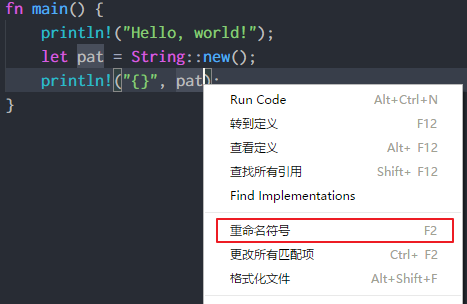 fn main() {
println!("Hello, world!");
let pat = String::new();
println!("{}", pat);
}
Run Code Alt+Ctrl+N
转到定义 F12
查看定义 Alt+ F12
查找所有引用 Shift+ F12
Find Implementations
重命名符号 F2
更改所有匹配项 Ctrl+ F2
格式化文件 Alt+Shift+F